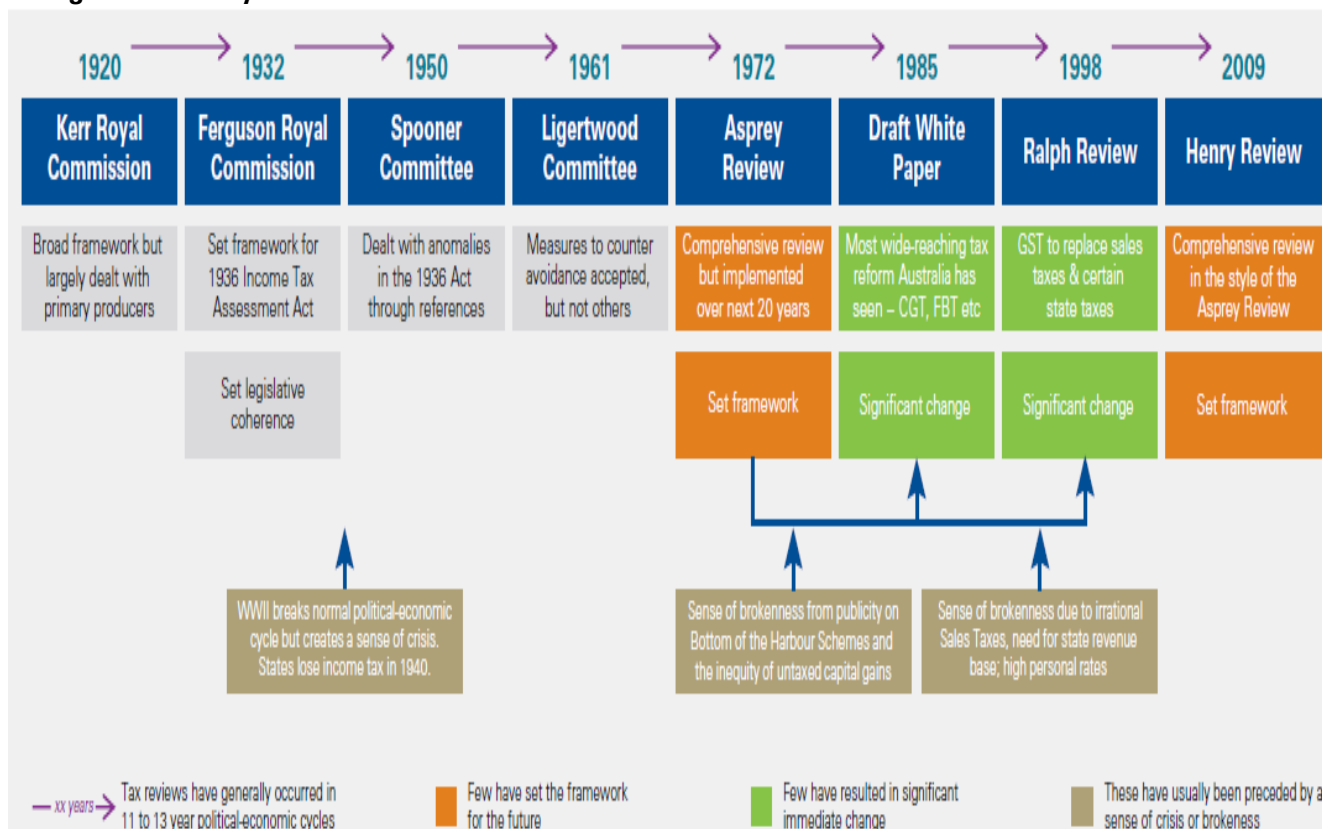 1920
1932
1950
1961
1972
1985
1998
2009
Kerr Royal
Commission
Ferguson Royal
Commission
Spooner
Committee
Ligertwood
Committee
Asprey
Review
Draft White
Paper
Ralph Review
Henry Review
Broad framework but
largely dealt with
primary producers
Set framework for
1936 Income Tax
Assessment Act
Dealt with anomalies
in the 1936 Act
through references
Measures to counter
avoidance accepted,
but not others
Comprehensive review
but implemented
over next 20 years
Most wide-reaching tax
reform Australia has
seen – CGT, FBT etc
GST to replace sales
taxes & certain
state taxes
Comprehensive review
in the style of the
Asprey Review
Set legislative
coherence
Set framework
Significant change
Significant change
Set framework
WWII breaks normal political-economic
cycle but creates a sense of crisis.
States lose income tax in 1940.
Sense of brokenness from publicity on
Bottom of the Harbour Schemes and
the inequity of untaxed capital gains
Sense of brokenness due to irrational
Sales Taxes, need for state revenue
base; high personal rates
xx years
Tax reviews have generally occurred in
11 to 13 year political-economic cycles
Few have set the framework
for the future
Few have resulted in significant
immediate change
These have usually been preceded by a
sense of crisis or brokeness